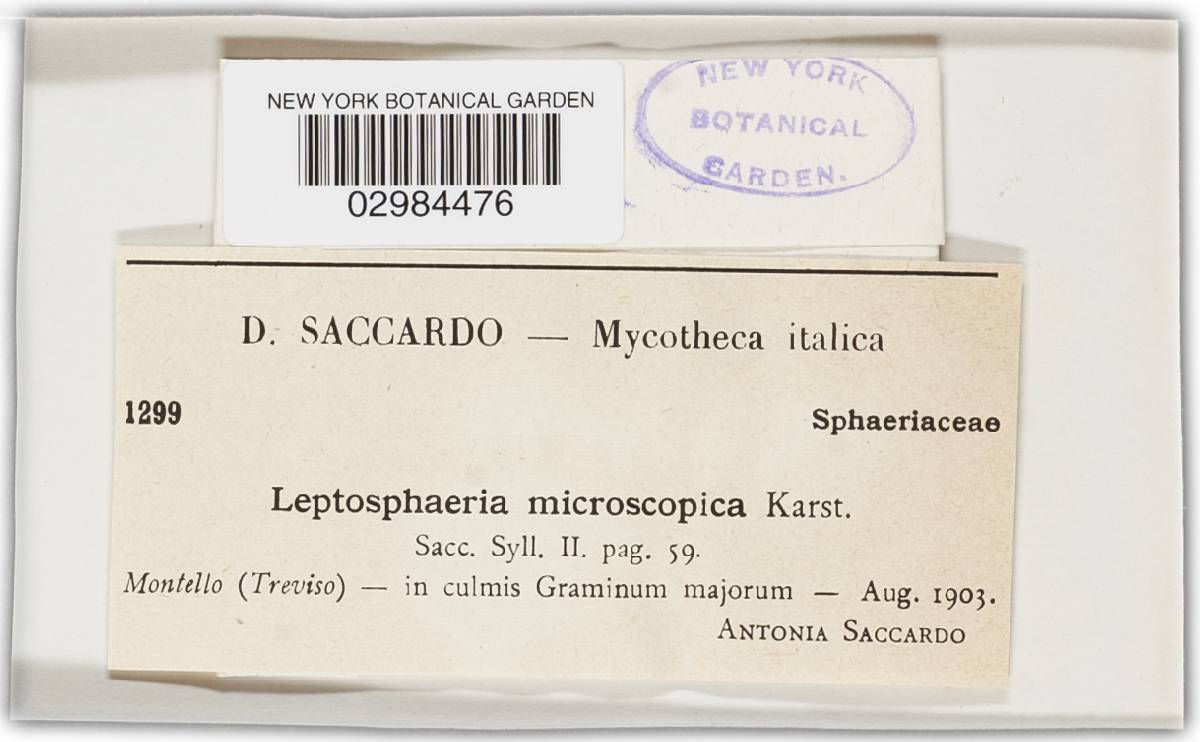 NEW YORK BOTANICAL GARDEN
02984476
NEW YORK
BOTANICAL
GARDEN.
D. SACCARDO — Mycotheca italica
1299
Sphaeriaceae
Leptosphaeria microscopica Karst.
Sacc. Syll. II. pag. 59.
Montello (Treviso) — in culmis Graminum majorum — Aug. 1903.
ANTONIA SACCARDO